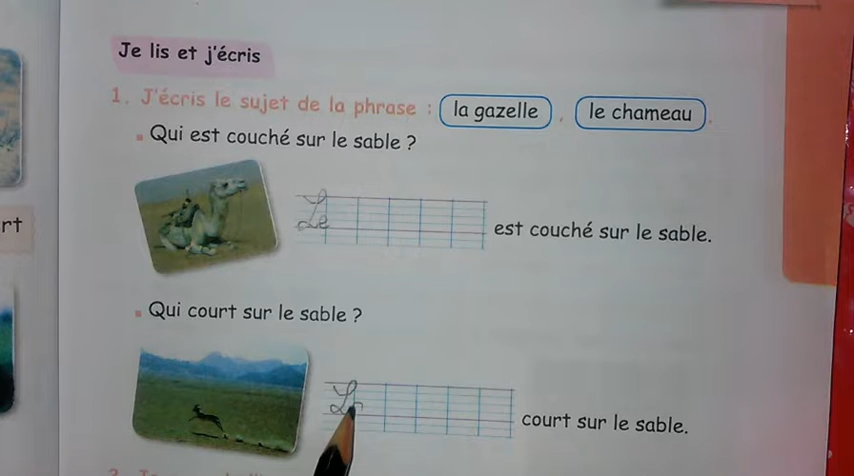 Je lis et j'écris
1. J'écris le sujet de la phrase : la gazelle , le chameau .
Qui est couché sur le sable ?
rt
Le est couché sur le sable.
Qui court sur le sable ?
court sur le sable.